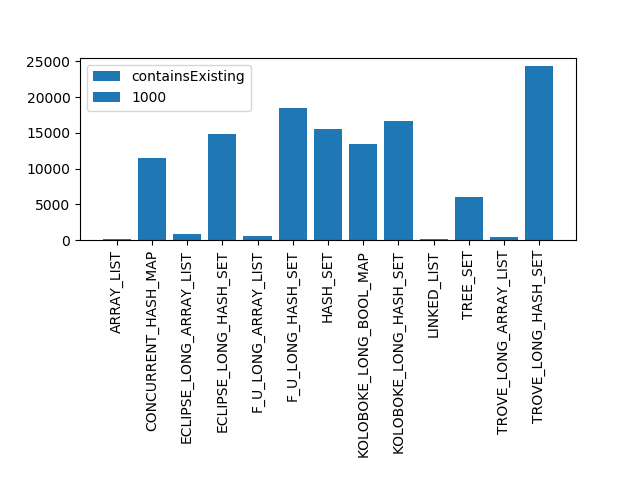 25000
20000
15000
10000
5000
0
containsExisting
1000
ARRAY_LIST
CONCURRENT_HASH_MAP
ECLIPSE_LONG_ARRAY_LIST
ECLIPSE_LONG_HASH_SET
F_U_LONG_ARRAY_LIST
F_U_LONG_HASH_SET
HASH_SET
KOLOBOKE_LONG_BOOL_MAP
KOLOBOKE_LONG_HASH_SET
LINKED_LIST
TREE_SET
TROVE_LONG_ARRAY_LIST
TROVE_LONG_HASH_SET